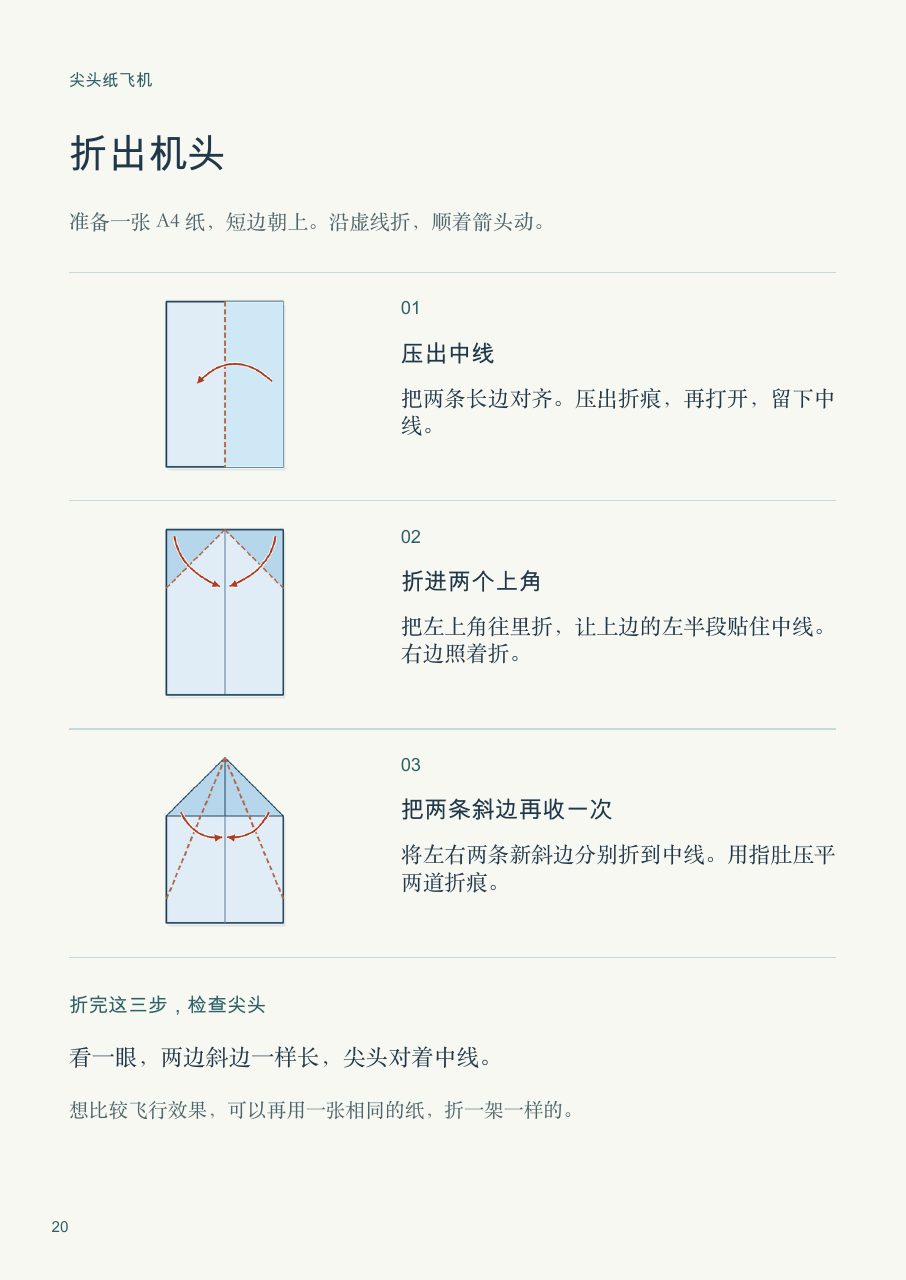 尖头纸飞机
折出机头
准备一张 A4 纸，短边朝上。沿虚线折，顺着箭头动。
01
压出中线
把两条长边对齐。压出折痕，再打开，留下中
线。
02
折进两个上角
把左上角往里折，让上边的左半段贴住中线。
右边照着折。
03
把两条斜边再收一次
将左右两条新斜边分别折到中线。用指肚压平
两道折痕。
折完这三步，检查尖头
看一眼，两边斜边一样长，尖头对着中线。
想比较飞行效果，可以再用一张相同的纸，折一架一样的。
20